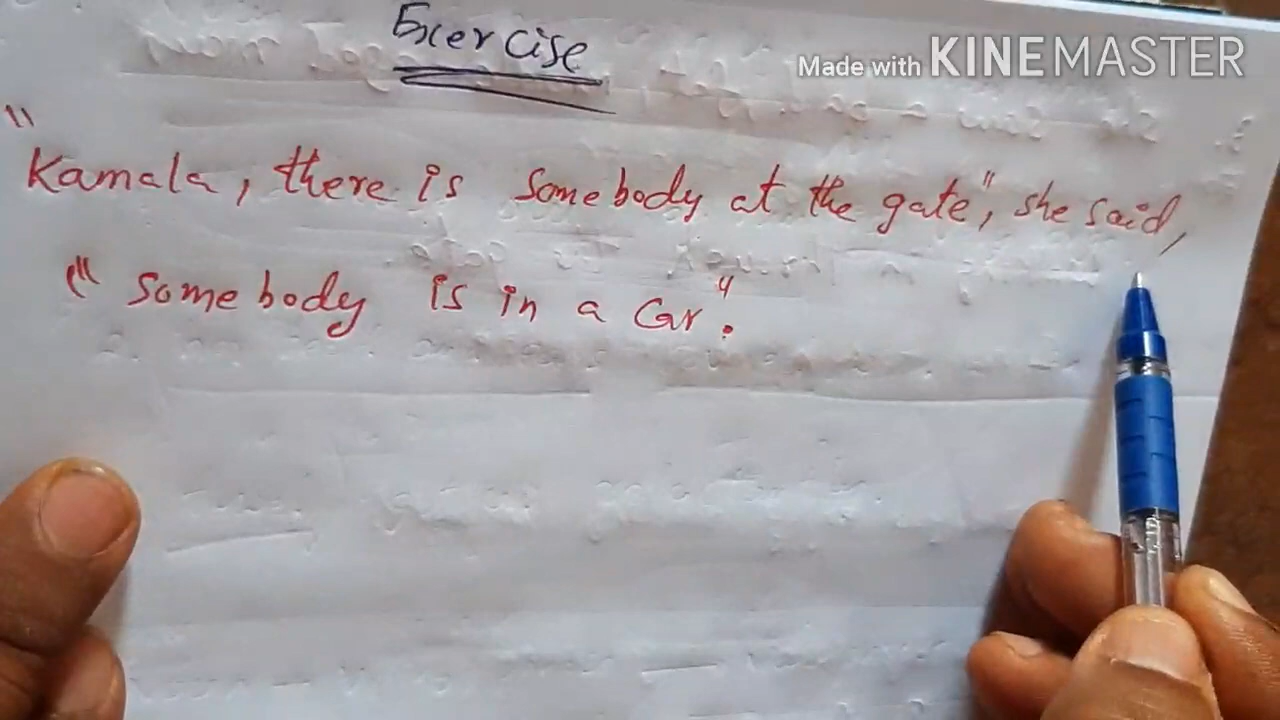 Exercise
Made with KINEMASTER
"Kamala, there is somebody at the gate", she said,
"Somebody is in a Car".